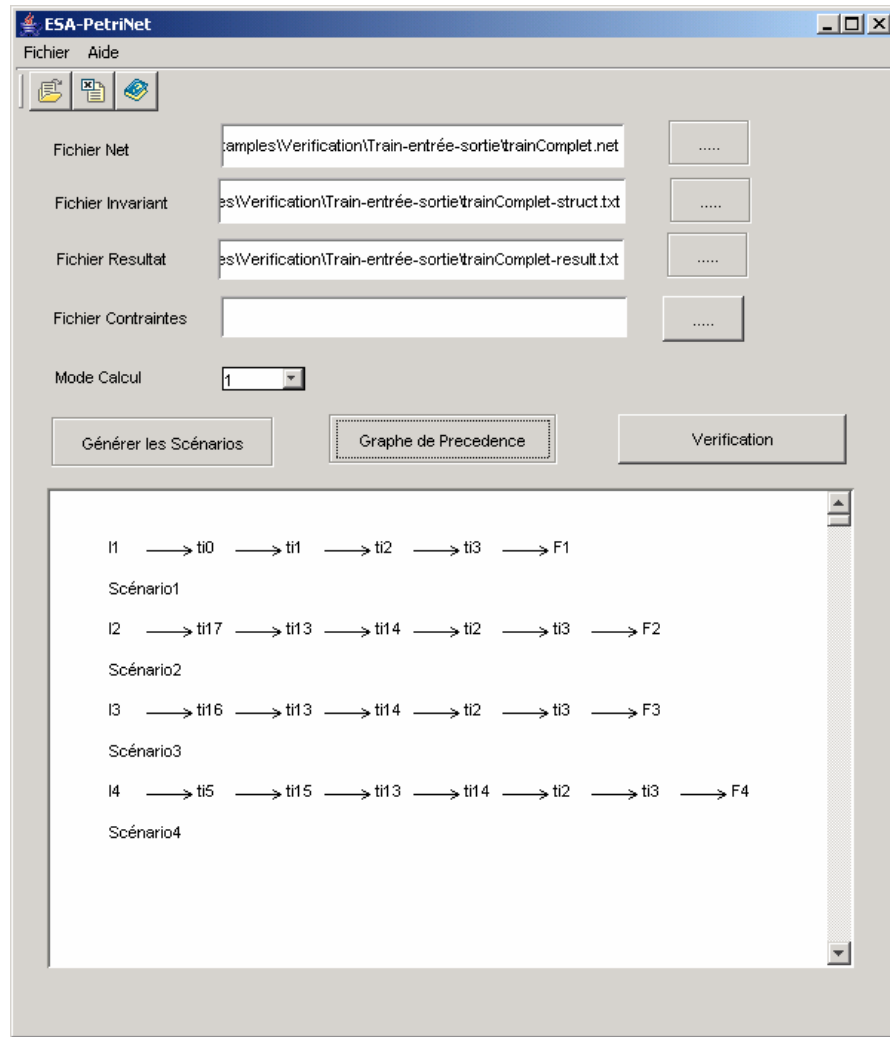 ESA-PetriNet
Fichier Aide
Fichier Net :amples\Verification\Train-entrée-sortie\trainComplet.net .....
Fichier Invariant es\Verification\Train-entrée-sortie\trainComplet-struct.txt .....
Fichier Resultat es\Verification\Train-entrée-sortie\trainComplet-result.txt .....
Fichier Contraintes .....
Mode Calcul 1
Générer les Scénarios Graphe de Precedence Verification
I1 ti0 ti1 ti2 ti3 F1
Scénario1
I2 ti17 ti13 ti14 ti2 ti3 F2
Scénario2
I3 ti16 ti13 ti14 ti2 ti3 F3
Scénario3
I4 ti5 ti15 ti13 ti14 ti2 ti3 F4
Scénario4